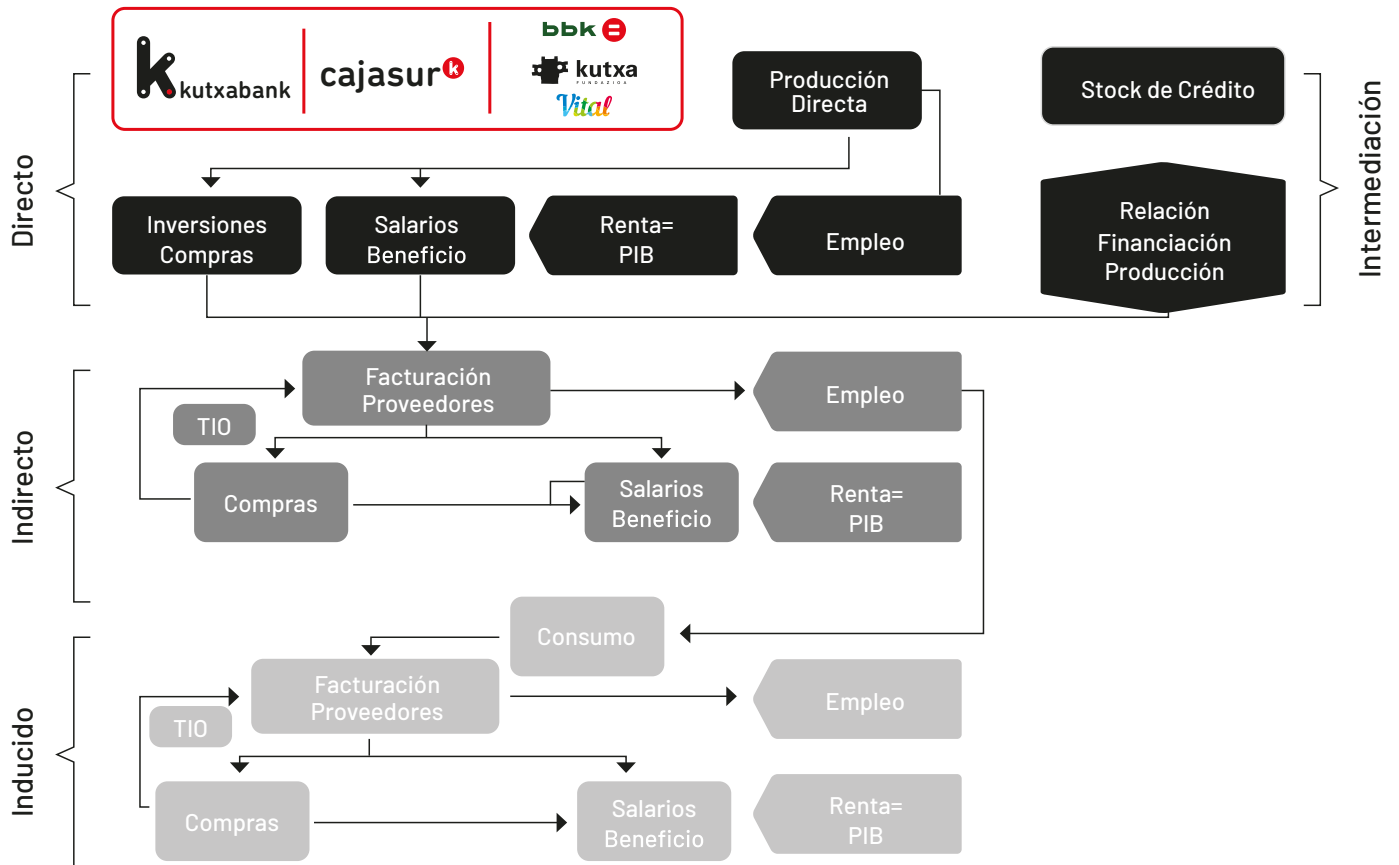 kutxabank
cajasur k
bbk
kutxa
FUNDAZIOA
Vital
Producción
Directa
Stock de Crédito
Directo
Intermediación
Inversiones
Compras
Salarios
Beneficio
Renta=
PIB
Empleo
Relación
Financiación
Producción
Indirecto
Facturación
Proveedores
Empleo
TIO
Compras
Salarios
Beneficio
Renta=
PIB
Inducido
Consumo
Facturación
Proveedores
Empleo
TIO
Compras
Salarios
Beneficio
Renta=
PIB